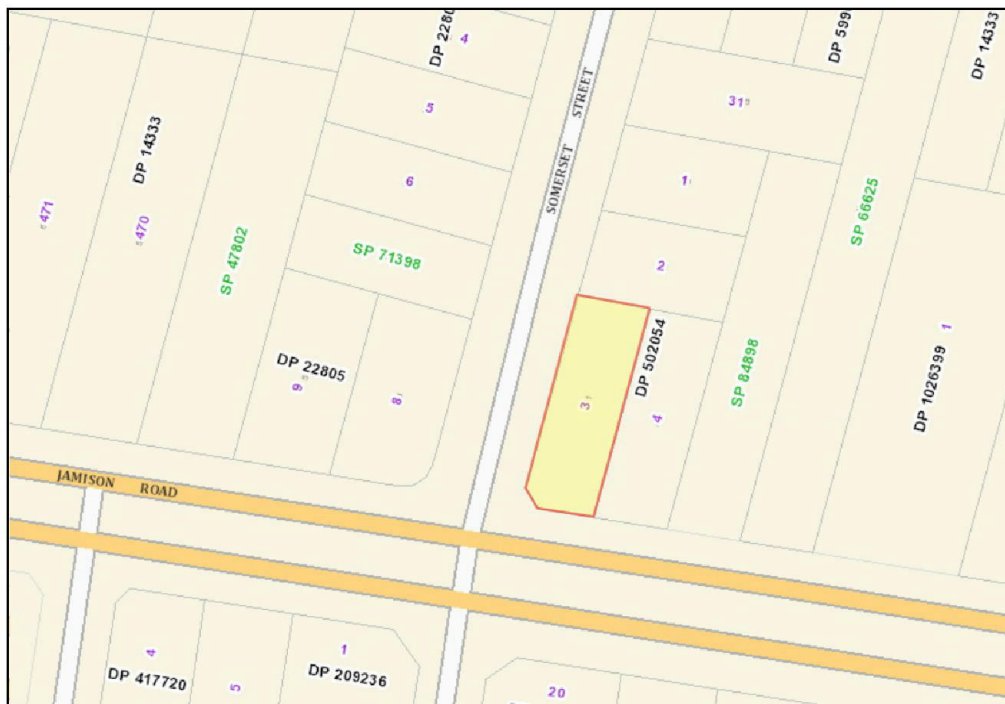 DP 2280
4
DP 599
DP 14333
5
31
SOMERSET STREET
DP 14333
6
1
471
470
SP 47802
SP 71398
SP 66625
2
DP 22805
9
8
3
DP 502054
4
SP 84898
1
DP 1026399
JAMISON ROAD
4
DP 417720
5
1
DP 209236
20